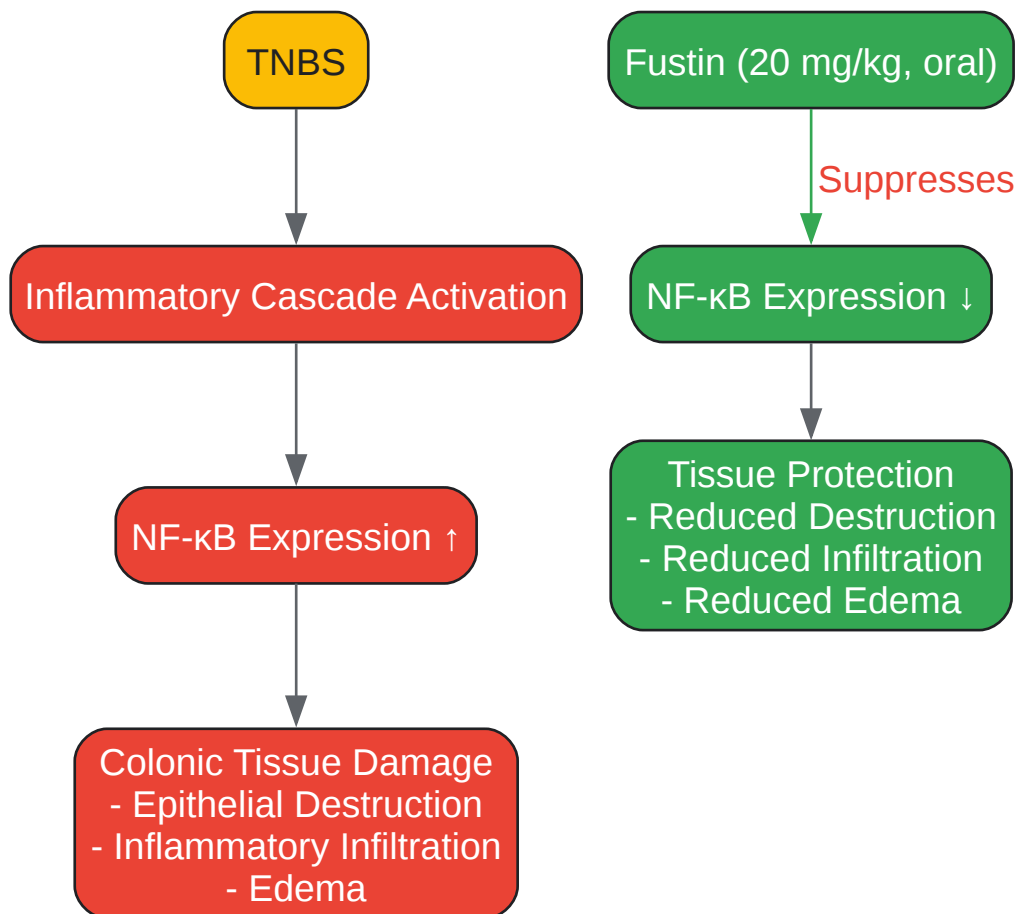 TNBS
Inflammatory Cascade Activation
NF-κB Expression ↑
Colonic Tissue Damage
- Epithelial Destruction
- Inflammatory Infiltration
- Edema
Fustin (20 mg/kg, oral)
Suppresses
NF-κB Expression ↓
Tissue Protection
- Reduced Destruction
- Reduced Infiltration
- Reduced Edema